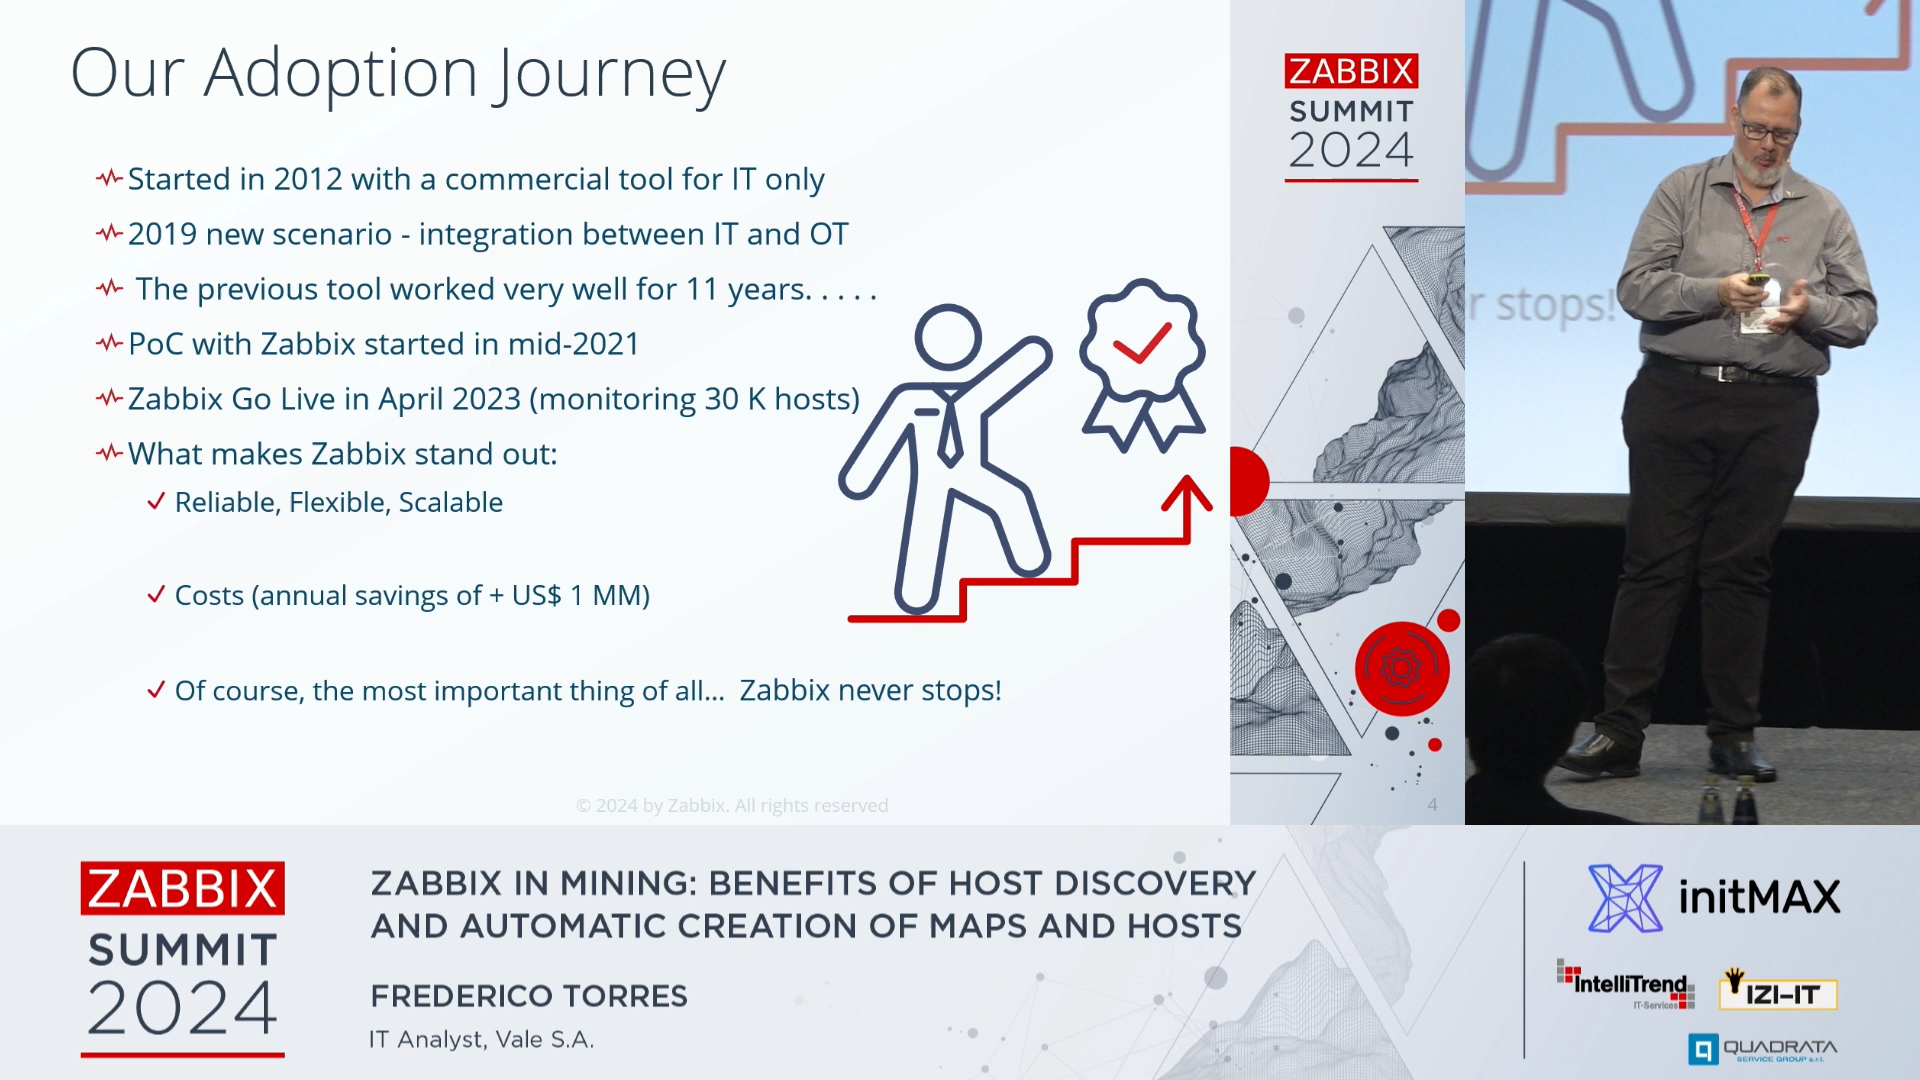 Our Adoption Journey
Started in 2012 with a commercial tool for IT only
2019 new scenario - integration between IT and OT
The previous tool worked very well for 11 years. . . . .
PoC with Zabbix started in mid-2021
Zabbix Go Live in April 2023 (monitoring 30 K hosts)
What makes Zabbix stand out:
Reliable, Flexible, Scalable
Costs (annual savings of + US$ 1 MM)
Of course, the most important thing of all... Zabbix never stops!
© 2024 by Zabbix. All rights reserved
4
ZABBIX
SUMMIT
2024
r stops!
ZABBIX
SUMMIT
2024
ZABBIX IN MINING: BENEFITS OF HOST DISCOVERY
AND AUTOMATIC CREATION OF MAPS AND HOSTS
FREDERICO TORRES
IT Analyst, Vale S.A.
initMAX
IntelliTrend
IT-Services
IZI-IT
QUADRATA
SERVICE GROUP s.r.l.